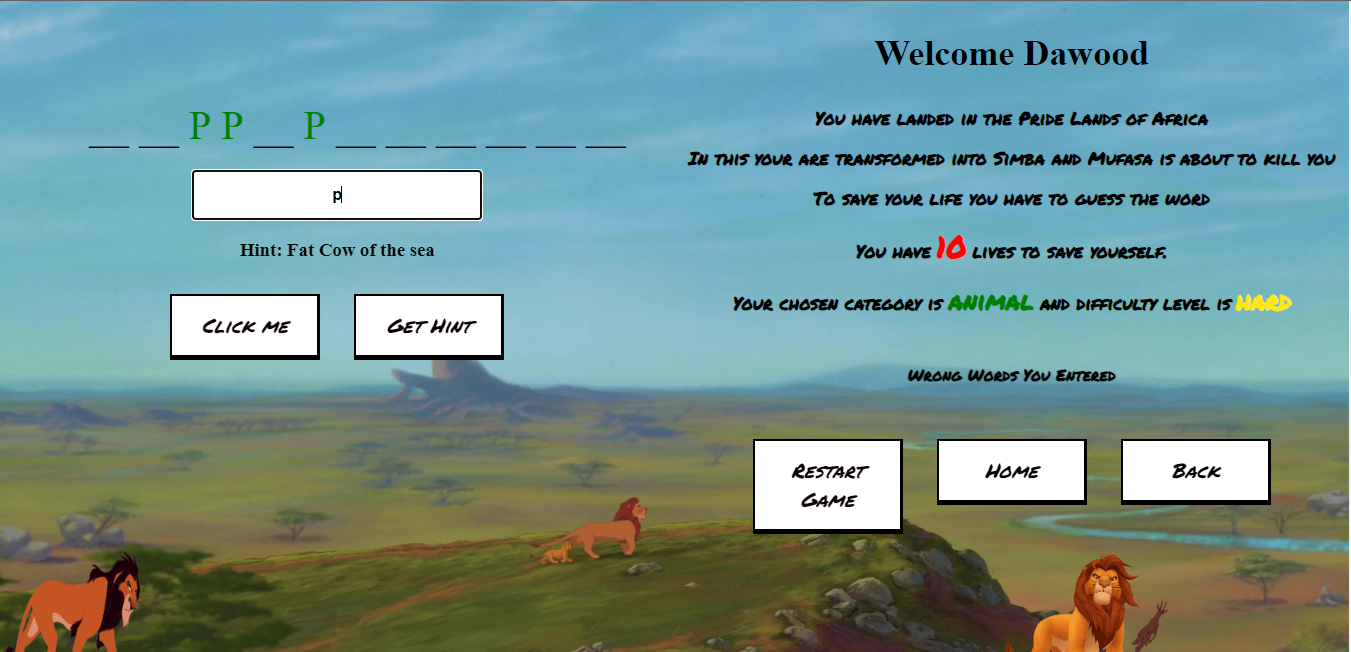 __ __ P P __ P __ __ __ __ __ __
p
Hint: Fat Cow of the sea
Click me
Get Hint
Welcome Dawood
You have landed in the Pride Lands of Africa
In this your are transformed into Simba and Mufasa is about to kill you
To save your life you have to guess the word
You have 10 lives to save yourself.
Your chosen category is ANIMAL and difficulty level is HARD
Wrong Words You Entered
Restart
Game
Home
Back